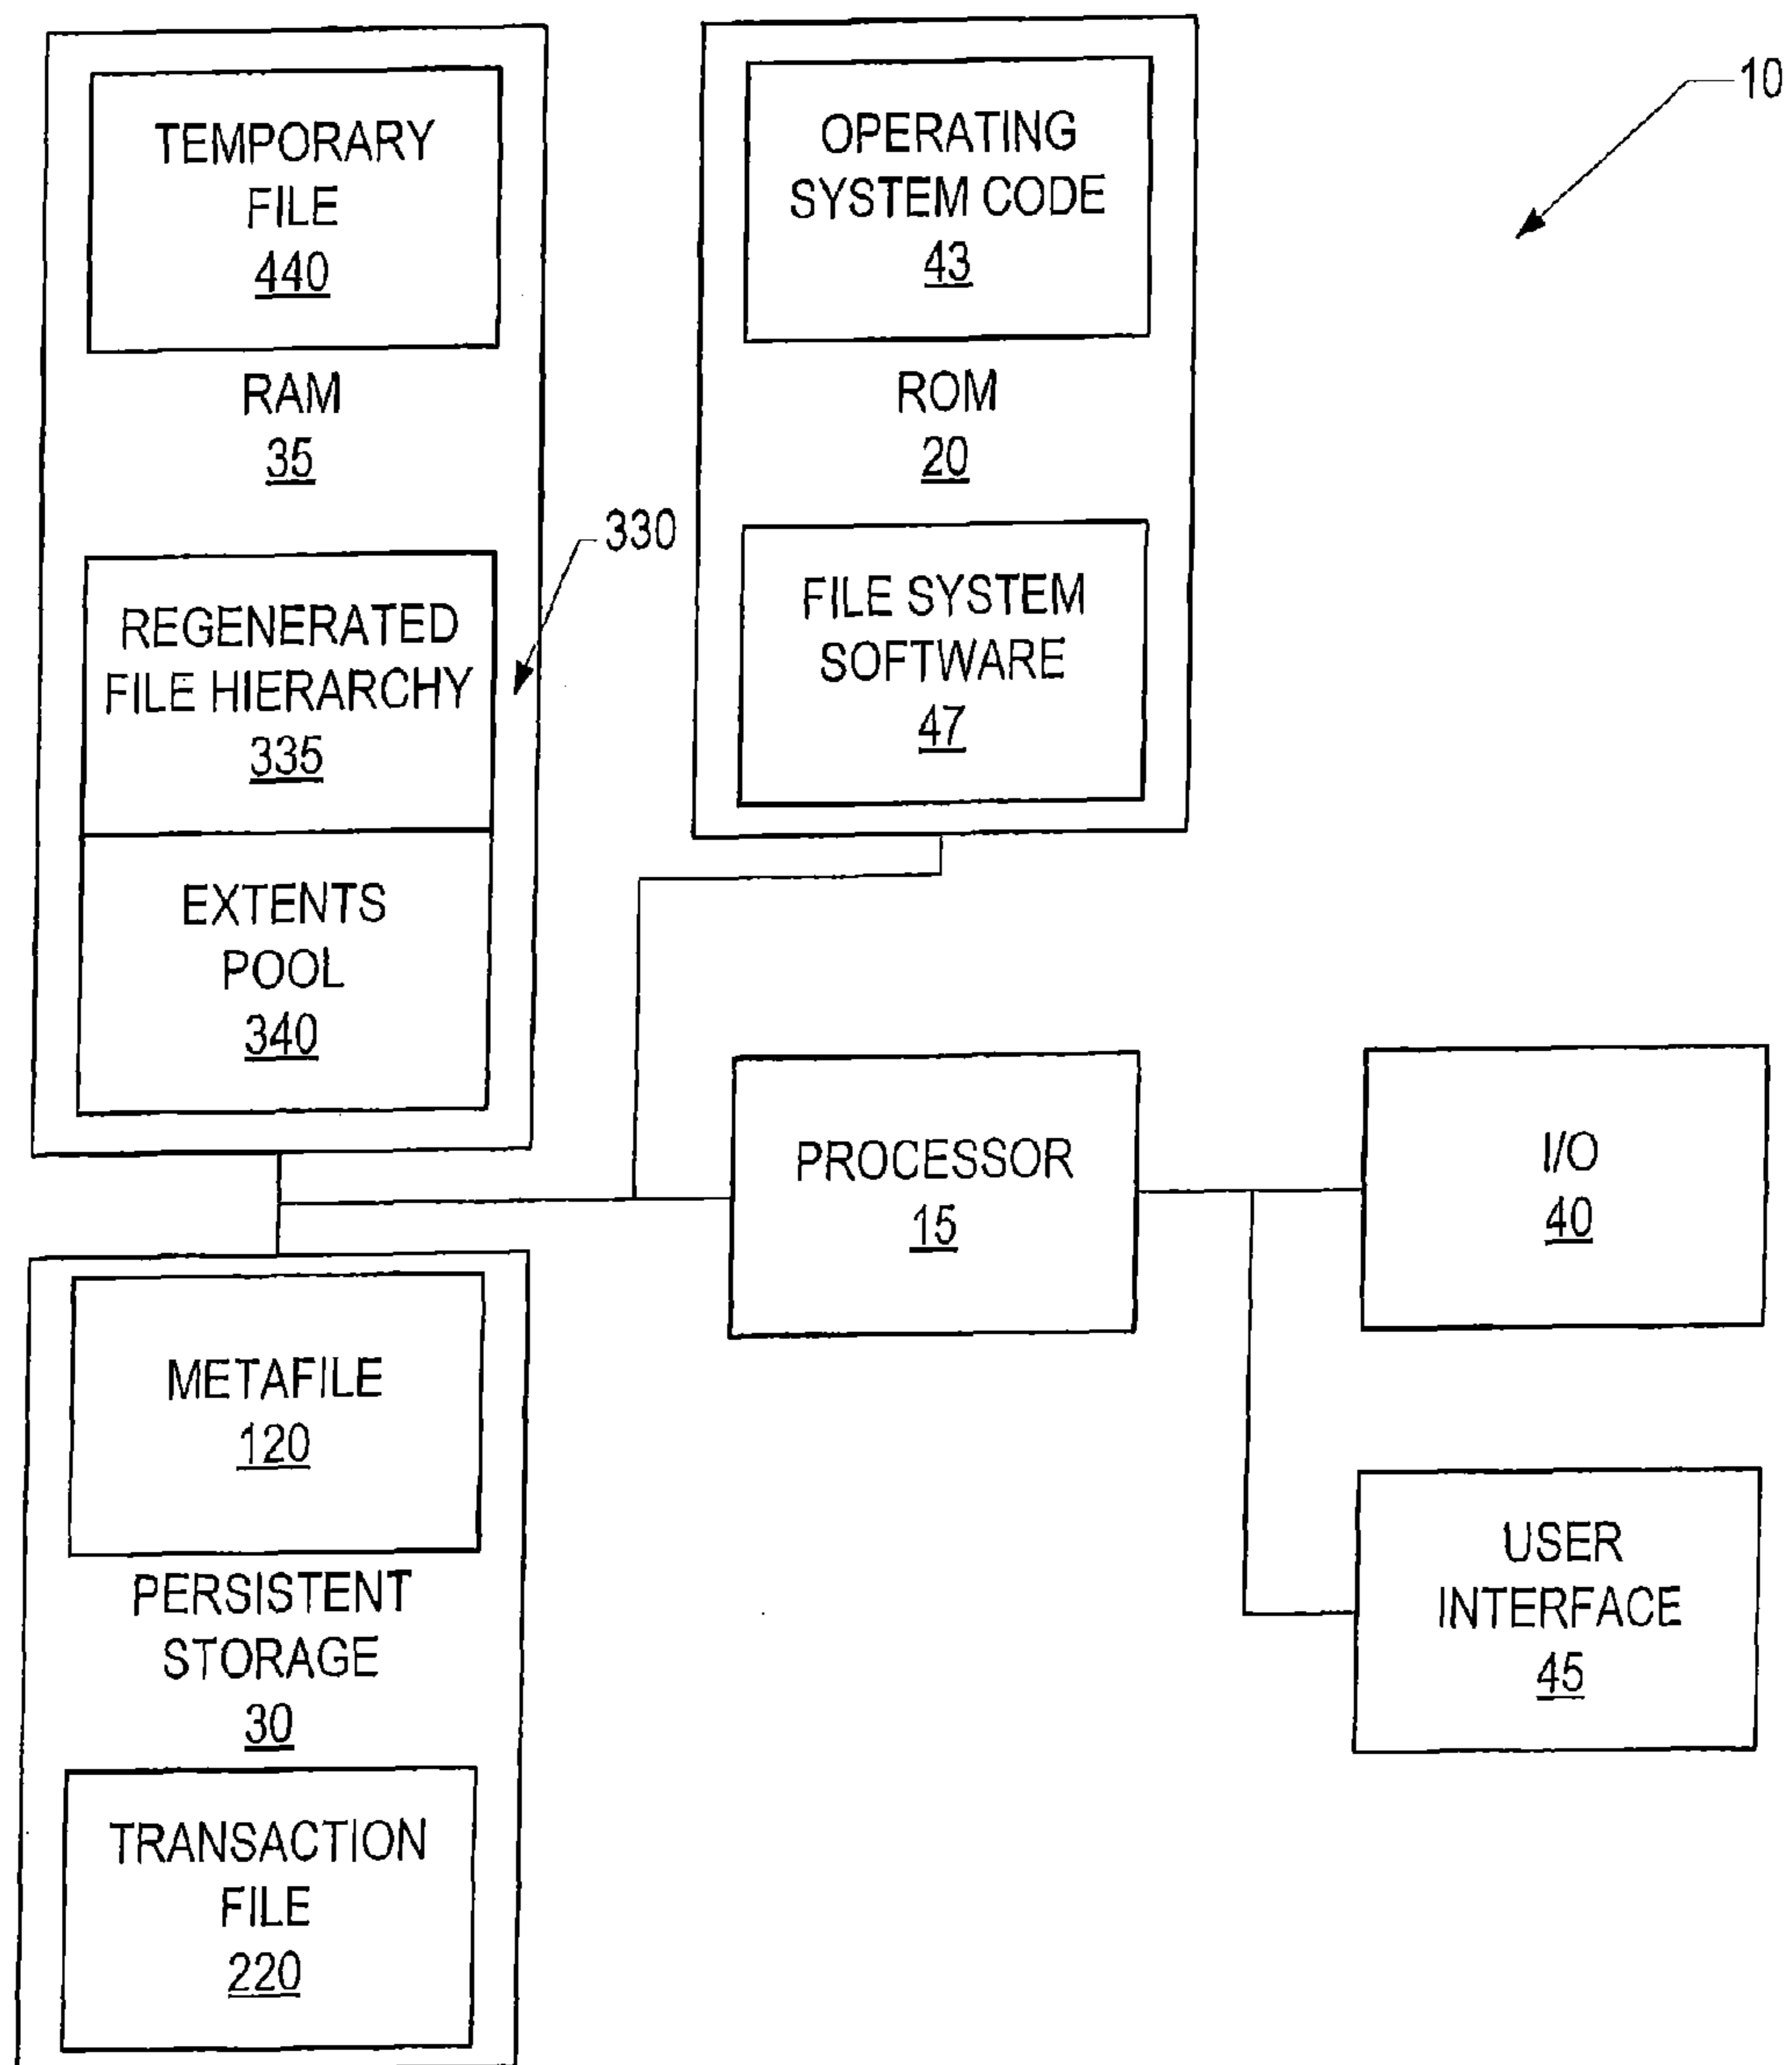 TEMPORARY
FILE
440
RAM
35
330
REGENERATED
FILE HIERARCHY
335
EXTENTS
POOL
340
OPERATING
SYSTEM CODE
43
ROM
20
FILE SYSTEM
SOFTWARE
47
10
PROCESSOR
15
I/O
40
USER
INTERFACE
45
METAFILE
120
PERSISTENT
STORAGE
30
TRANSACTION
FILE
220